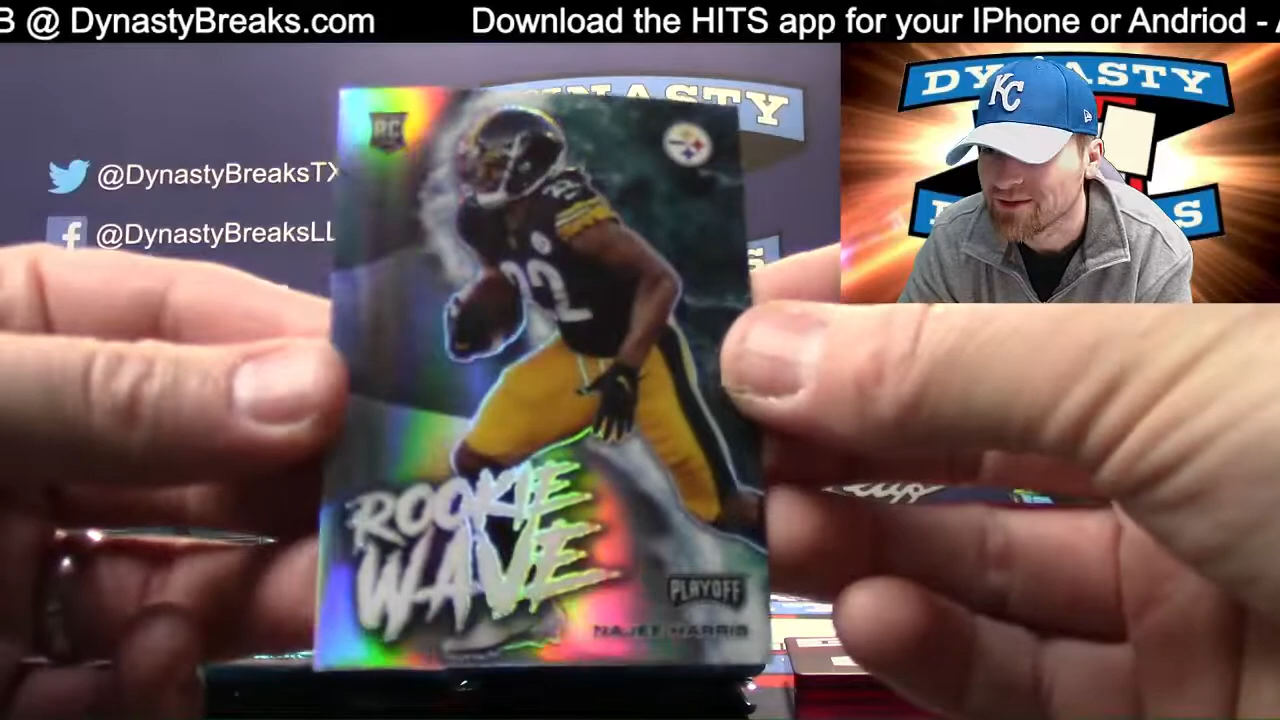 B @ DynastyBreaks.com Download the HITS app for your IPhone or Andriod -
DYNASTY
@DynastyBreaksTX
@DynastyBreaksLL
KC
RC
22
ROOKIE
WAVE
PLAYOFF
NAJEE HARRIS